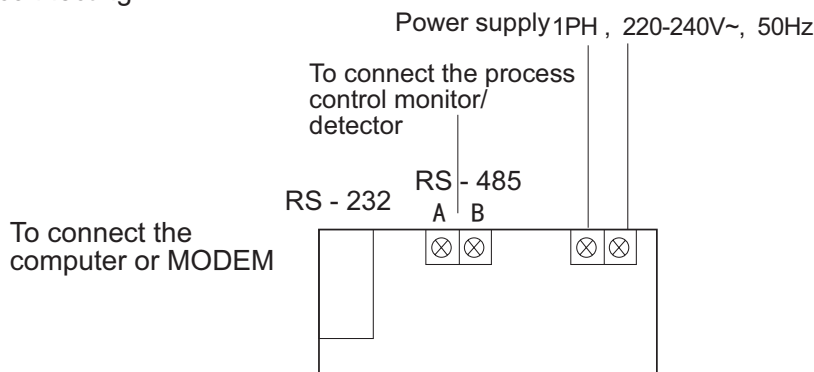 Power supply 1PH , 220-240V~, 50Hz
To connect the process
control monitor/
detector
RS - 485
RS - 232
A B
To connect the
computer or MODEM